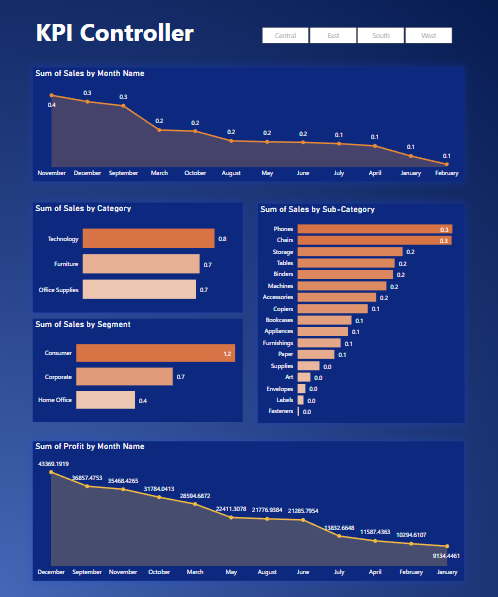 KPI Controller
Central East South West
Sum of Sales by Month Name
0.4 0.3 0.3 0.2 0.2 0.2 0.2 0.2 0.1 0.1 0.1 0.1
November December September March October August May June July April January February
Sum of Sales by Category
Technology 0.8
Furniture 0.7
Office Supplies 0.7
Sum of Sales by Sub-Category
Phones 0.3
Chairs 0.3
Storage 0.2
Tables 0.2
Binders 0.2
Machines 0.2
Accessories 0.2
Copiers 0.1
Bookcases 0.1
Appliances 0.1
Furnishings 0.1
Paper 0.1
Supplies 0.0
Art 0.0
Envelopes 0.0
Labels 0.0
Fasteners 0.0
Sum of Sales by Segment
Consumer 1.2
Corporate 0.7
Home Office 0.4
Sum of Profit by Month Name
43369.1919 36857.4753 35468.4265 31784.0413 28594.6872 22411.3078 21776.9384 21285.7954 13832.6648 11587.4363 10294.6107 9134.4461
December September November October March May August June July April February January